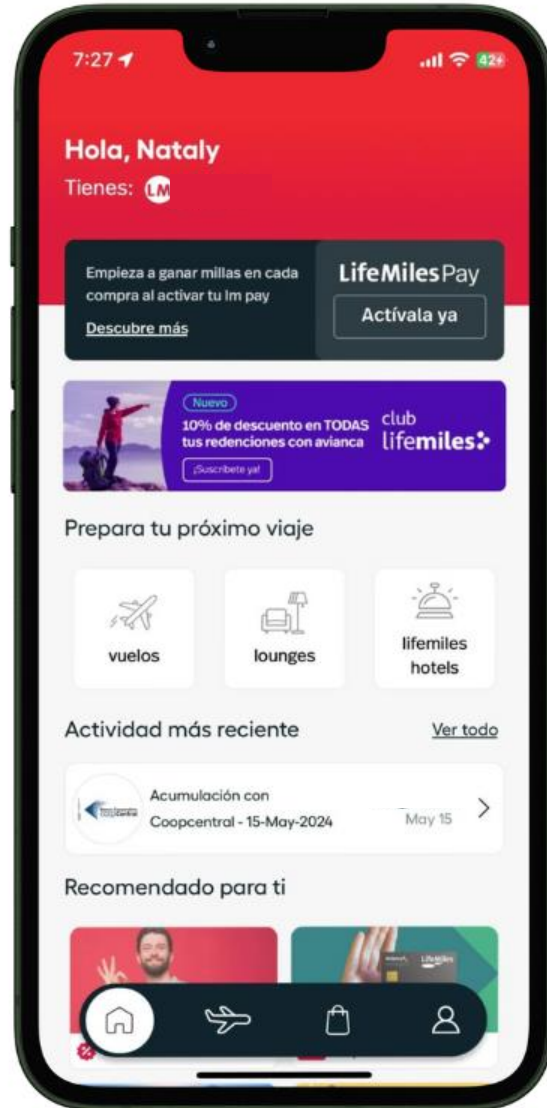 7:27
42+
Hola, Nataly
Tienes: LM
Empieza a ganar millas en cada
compra al activar tu lm pay
Descubre más
LifeMiles Pay
Actívala ya
Nuevo
10% de descuento en TODAS
tus redenciones con avianca
¡Suscríbete ya!
club
lifemiles
Prepara tu próximo viaje
vuelos
lounges
lifemiles
hotels
Actividad más reciente
Ver todo
Acumulación con
Coopcentral - 15-May-2024
May 15
CoopCentral
Recomendado para ti
LifeMiles